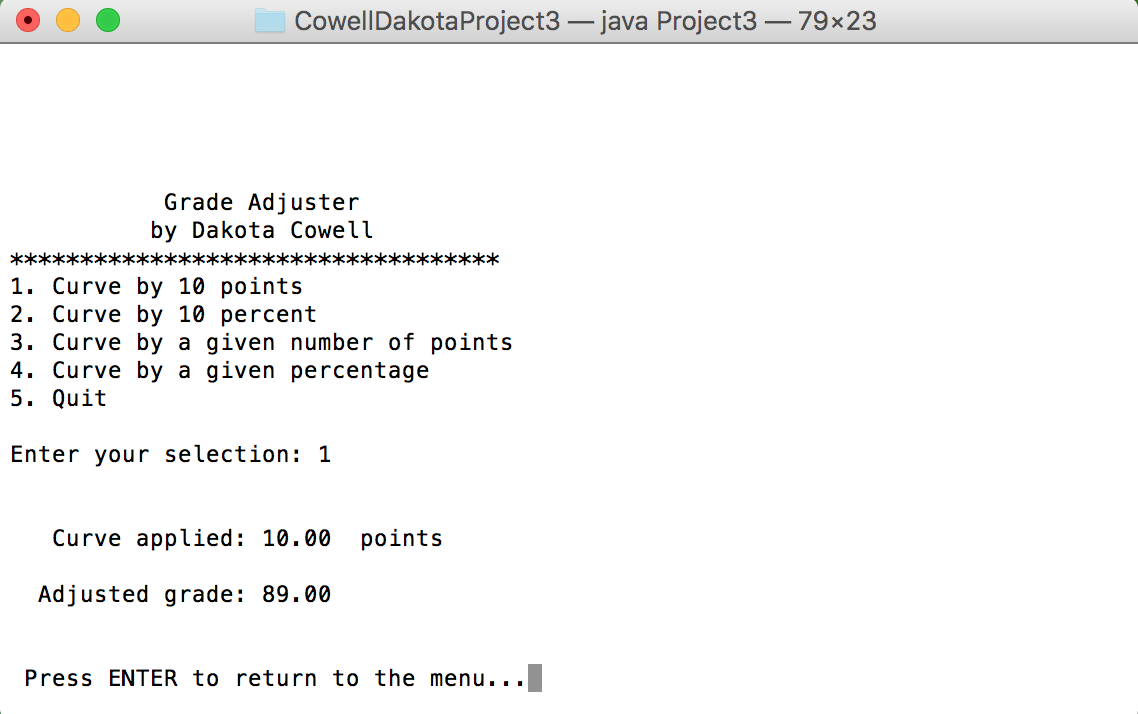 CowellDakotaProject3 — java Project3 — 79×23
Grade Adjuster
by Dakota Cowell
***********************************
1. Curve by 10 points
2. Curve by 10 percent
3. Curve by a given number of points
4. Curve by a given percentage
5. Quit
Enter your selection: 1
Curve applied: 10.00  points
Adjusted grade: 89.00
Press ENTER to return to the menu...